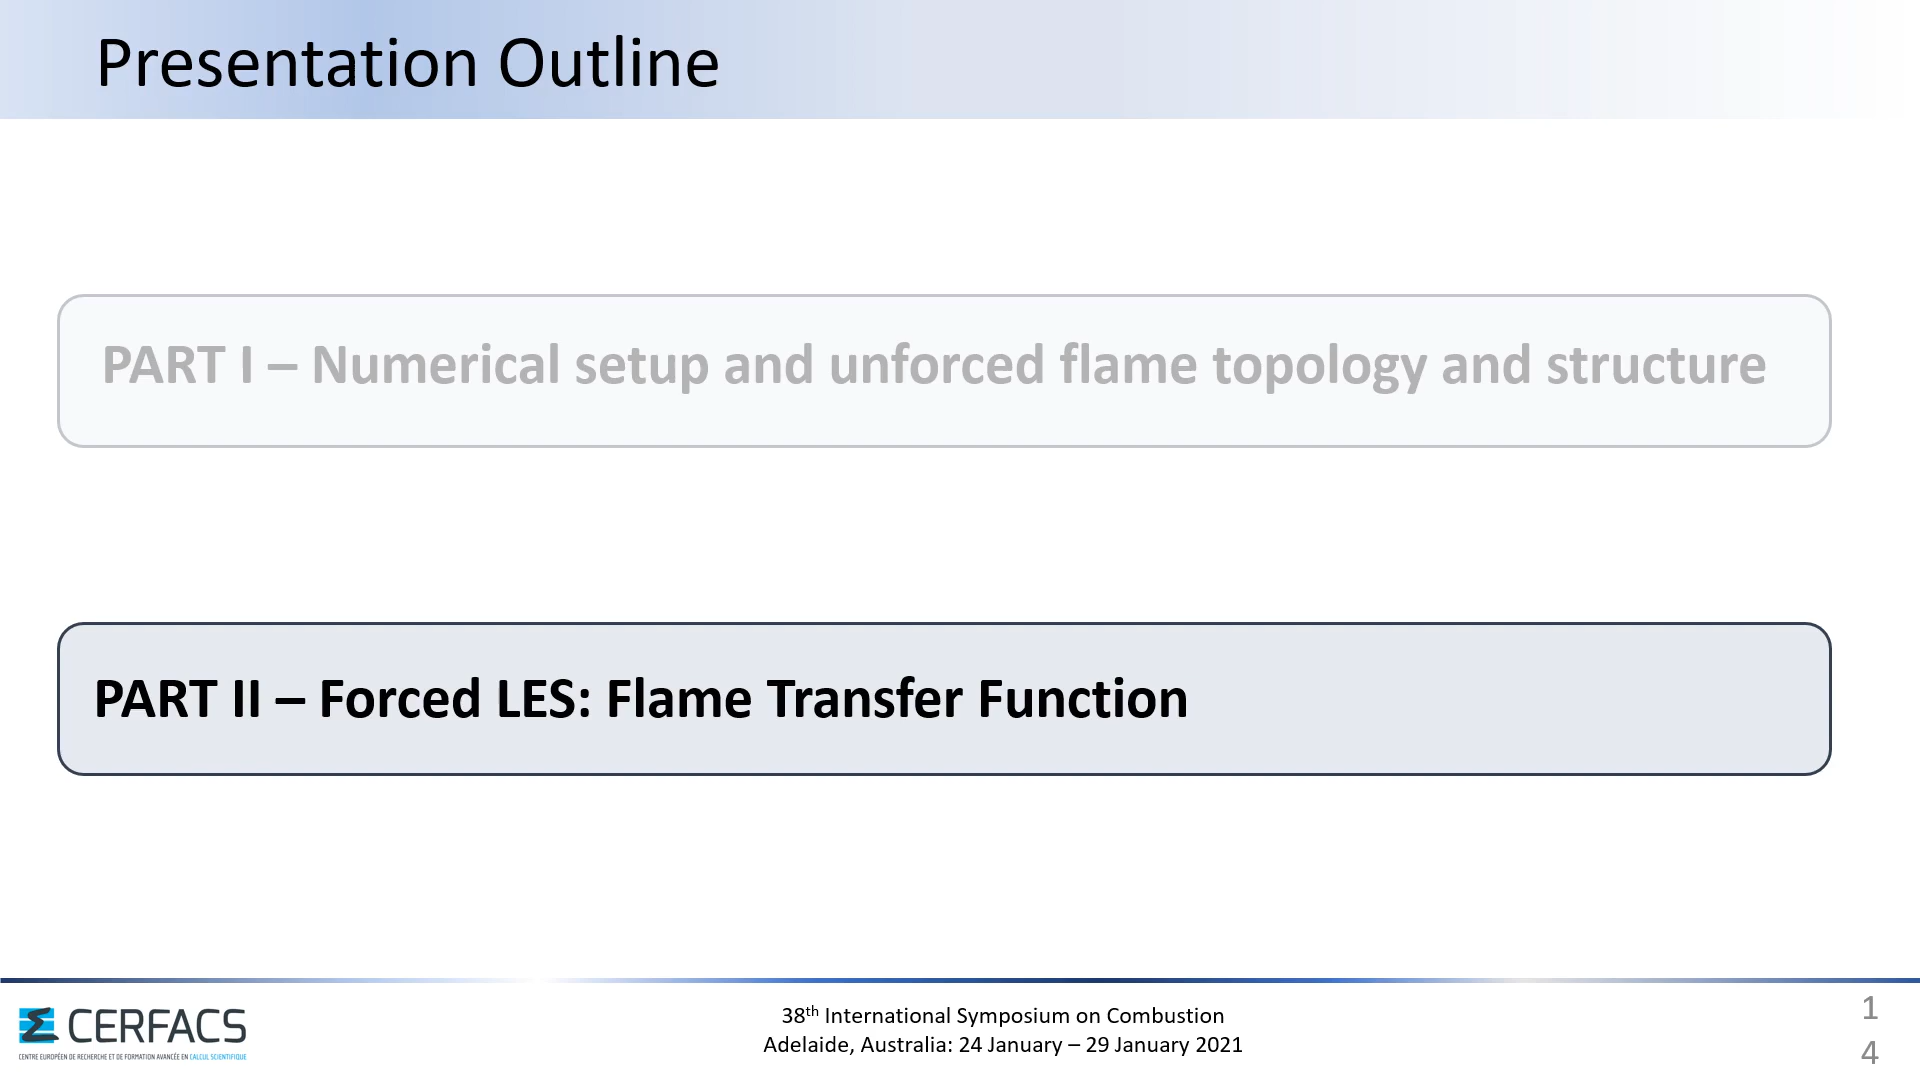 Presentation Outline
PART I – Numerical setup and unforced flame topology and structure
PART II – Forced LES: Flame Transfer Function
CERFACS
CENTRE EUROPÉEN DE RECHERCHE ET DE FORMATION AVANCÉE EN CALCUL SCIENTIFIQUE
38th International Symposium on Combustion
Adelaide, Australia: 24 January – 29 January 2021
1
4